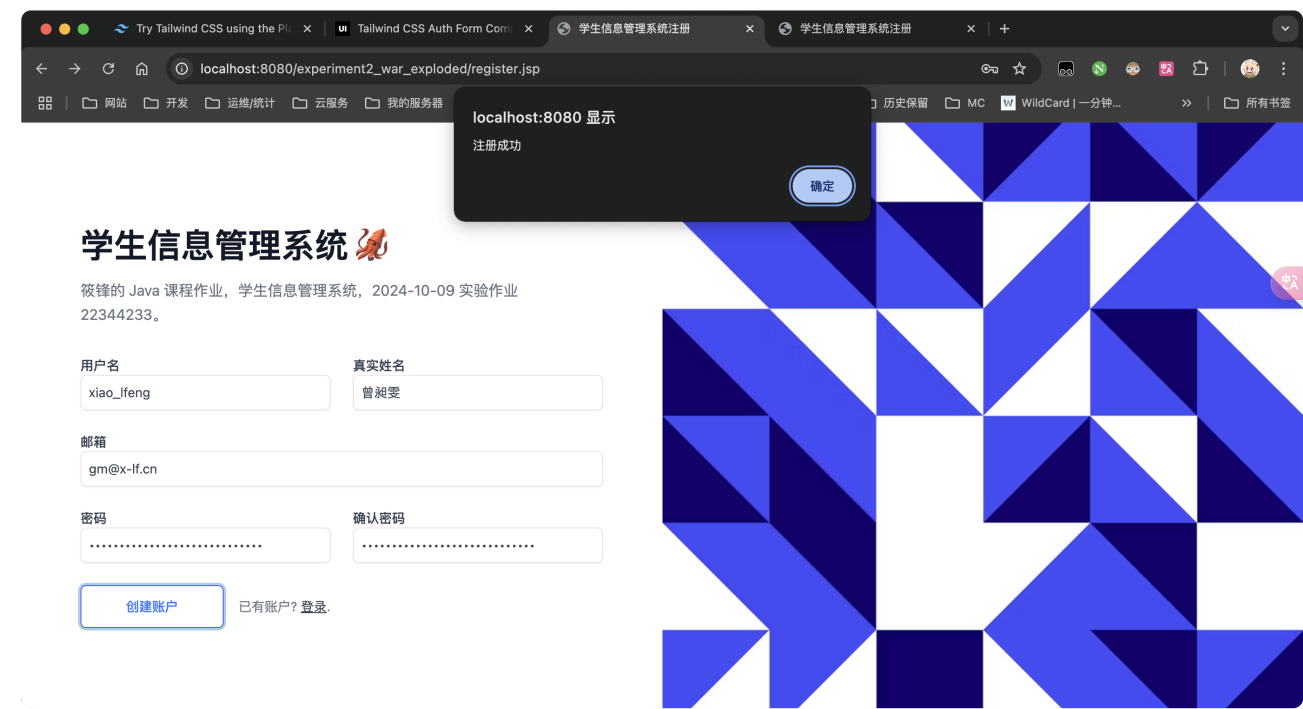 Try Tailwind CSS using the Pl
Tailwind CSS Auth Form Com
学生信息管理系统注册
学生信息管理系统注册
localhost:8080/experiment2_war_exploded/register.jsp
网站
开发
运维/统计
云服务
我的服务器
历史保留
MC
WildCard | 一分钟...
所有书签
localhost:8080 显示
注册成功
确定
学生信息管理系统🦑
筱锋的 Java 课程作业，学生信息管理系统，2024-10-09 实验作业
22344233。
用户名
真实姓名
xiao_lfeng
曾昶雯
邮箱
gm@x-lf.cn
密码
确认密码
创建账户
已有账户? 登录.